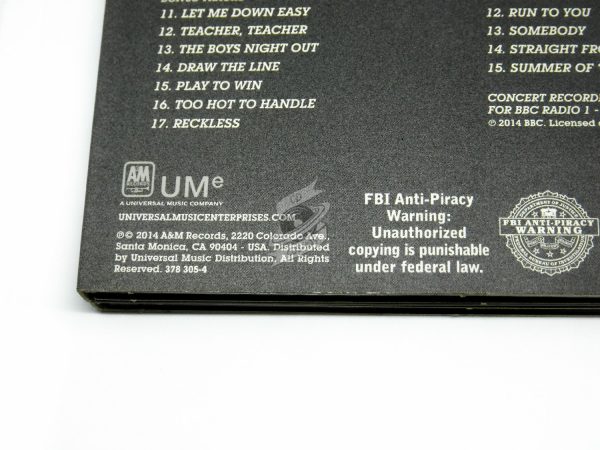 11. LET ME DOWN EASY
12. TEACHER, TEACHER
13. THE BOYS NIGHT OUT
14. DRAW THE LINE
15. PLAY TO WIN
16. TOO HOT TO HANDLE
17. RECKLESS
12. RUN TO YOU
13. SOMEBODY
14. STRAIGHT FRO
15. SUMMER OF '
CONCERT RECORDE
FOR BBC RADIO 1 -
℗ 2014 BBC. Licensed
A&M
RECORDS
UMe
A UNIVERSAL MUSIC COMPANY
UNIVERSALMUSICENTERPRISES.COM
℗ © 2014 A&M Records, 2220 Colorado Ave.,
Santa Monica, CA 90404 - USA. Distributed
by Universal Music Distribution, All Rights
Reserved. 378 305-4
FBI Anti-Piracy
Warning:
Unauthorized
copying is punishable
under federal law.
DEPARTMENT OF JUSTICE
FBI ANTI-PIRACY
WARNING